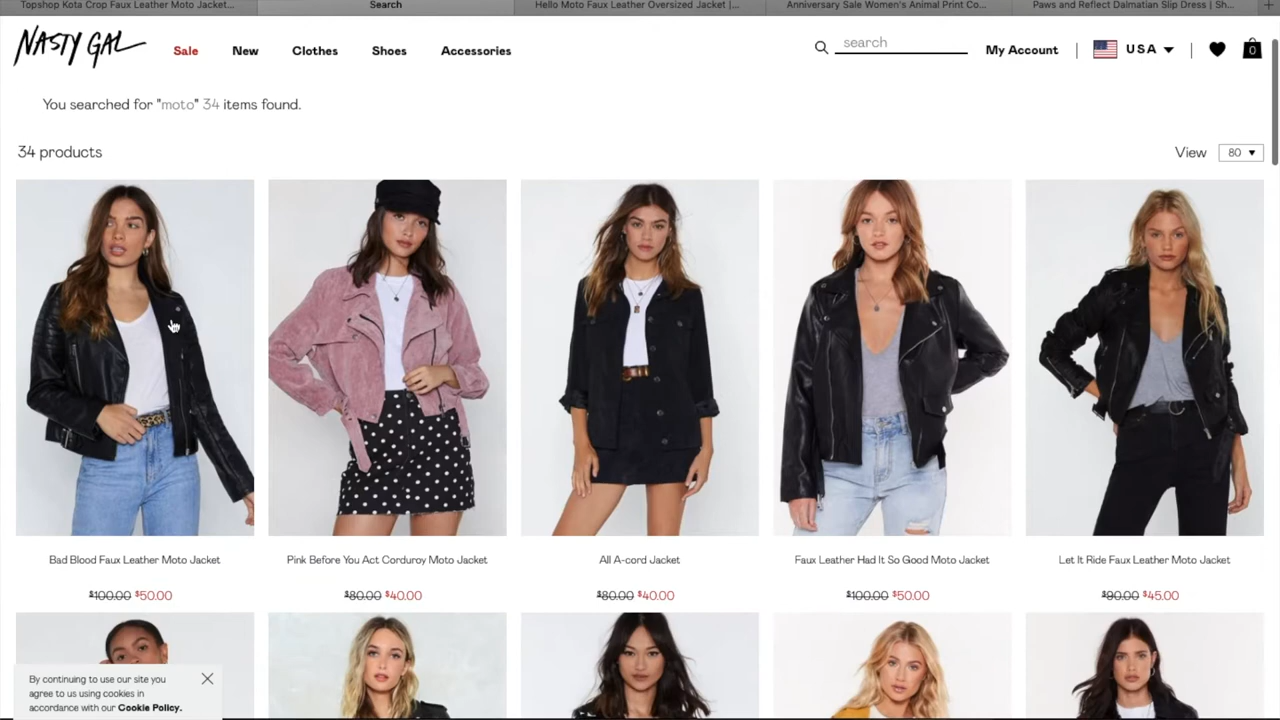 Topshop Kota Crop Faux Leather Moto Jacket...
Search
Hello Moto Faux Leather Oversized Jacket |...
Anniversary Sale Women's Animal Print Co...
Paws and Reflect Dalmatian Slip Dress | Sh...
NASTY GAL
Sale
New
Clothes
Shoes
Accessories
search
My Account
USA
0
You searched for "moto" 34 items found.
34 products
View
80
Bad Blood Faux Leather Moto Jacket
Pink Before You Act Corduroy Moto Jacket
All A-cord Jacket
Faux Leather Had It So Good Moto Jacket
Let It Ride Faux Leather Moto Jacket
$100.00 $50.00
$80.00 $40.00
$80.00 $40.00
$100.00 $50.00
$90.00 $45.00
By continuing to use our site you
agree to us using cookies in
accordance with our Cookie Policy.